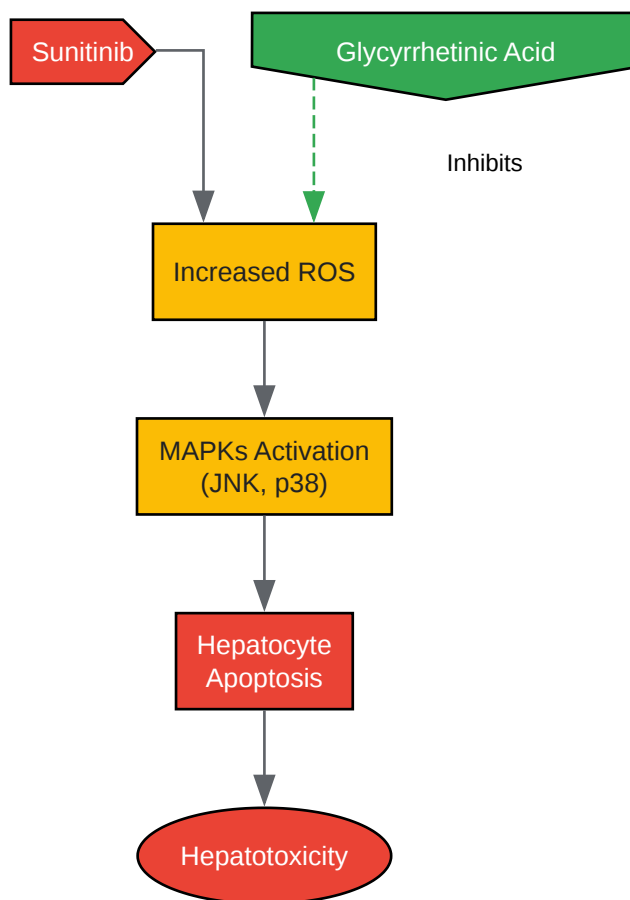 Sunitinib
Glycyrrhetinic Acid
Inhibits
Increased ROS
MAPKs Activation
(JNK, p38)
Hepatocyte
Apoptosis
Hepatotoxicity